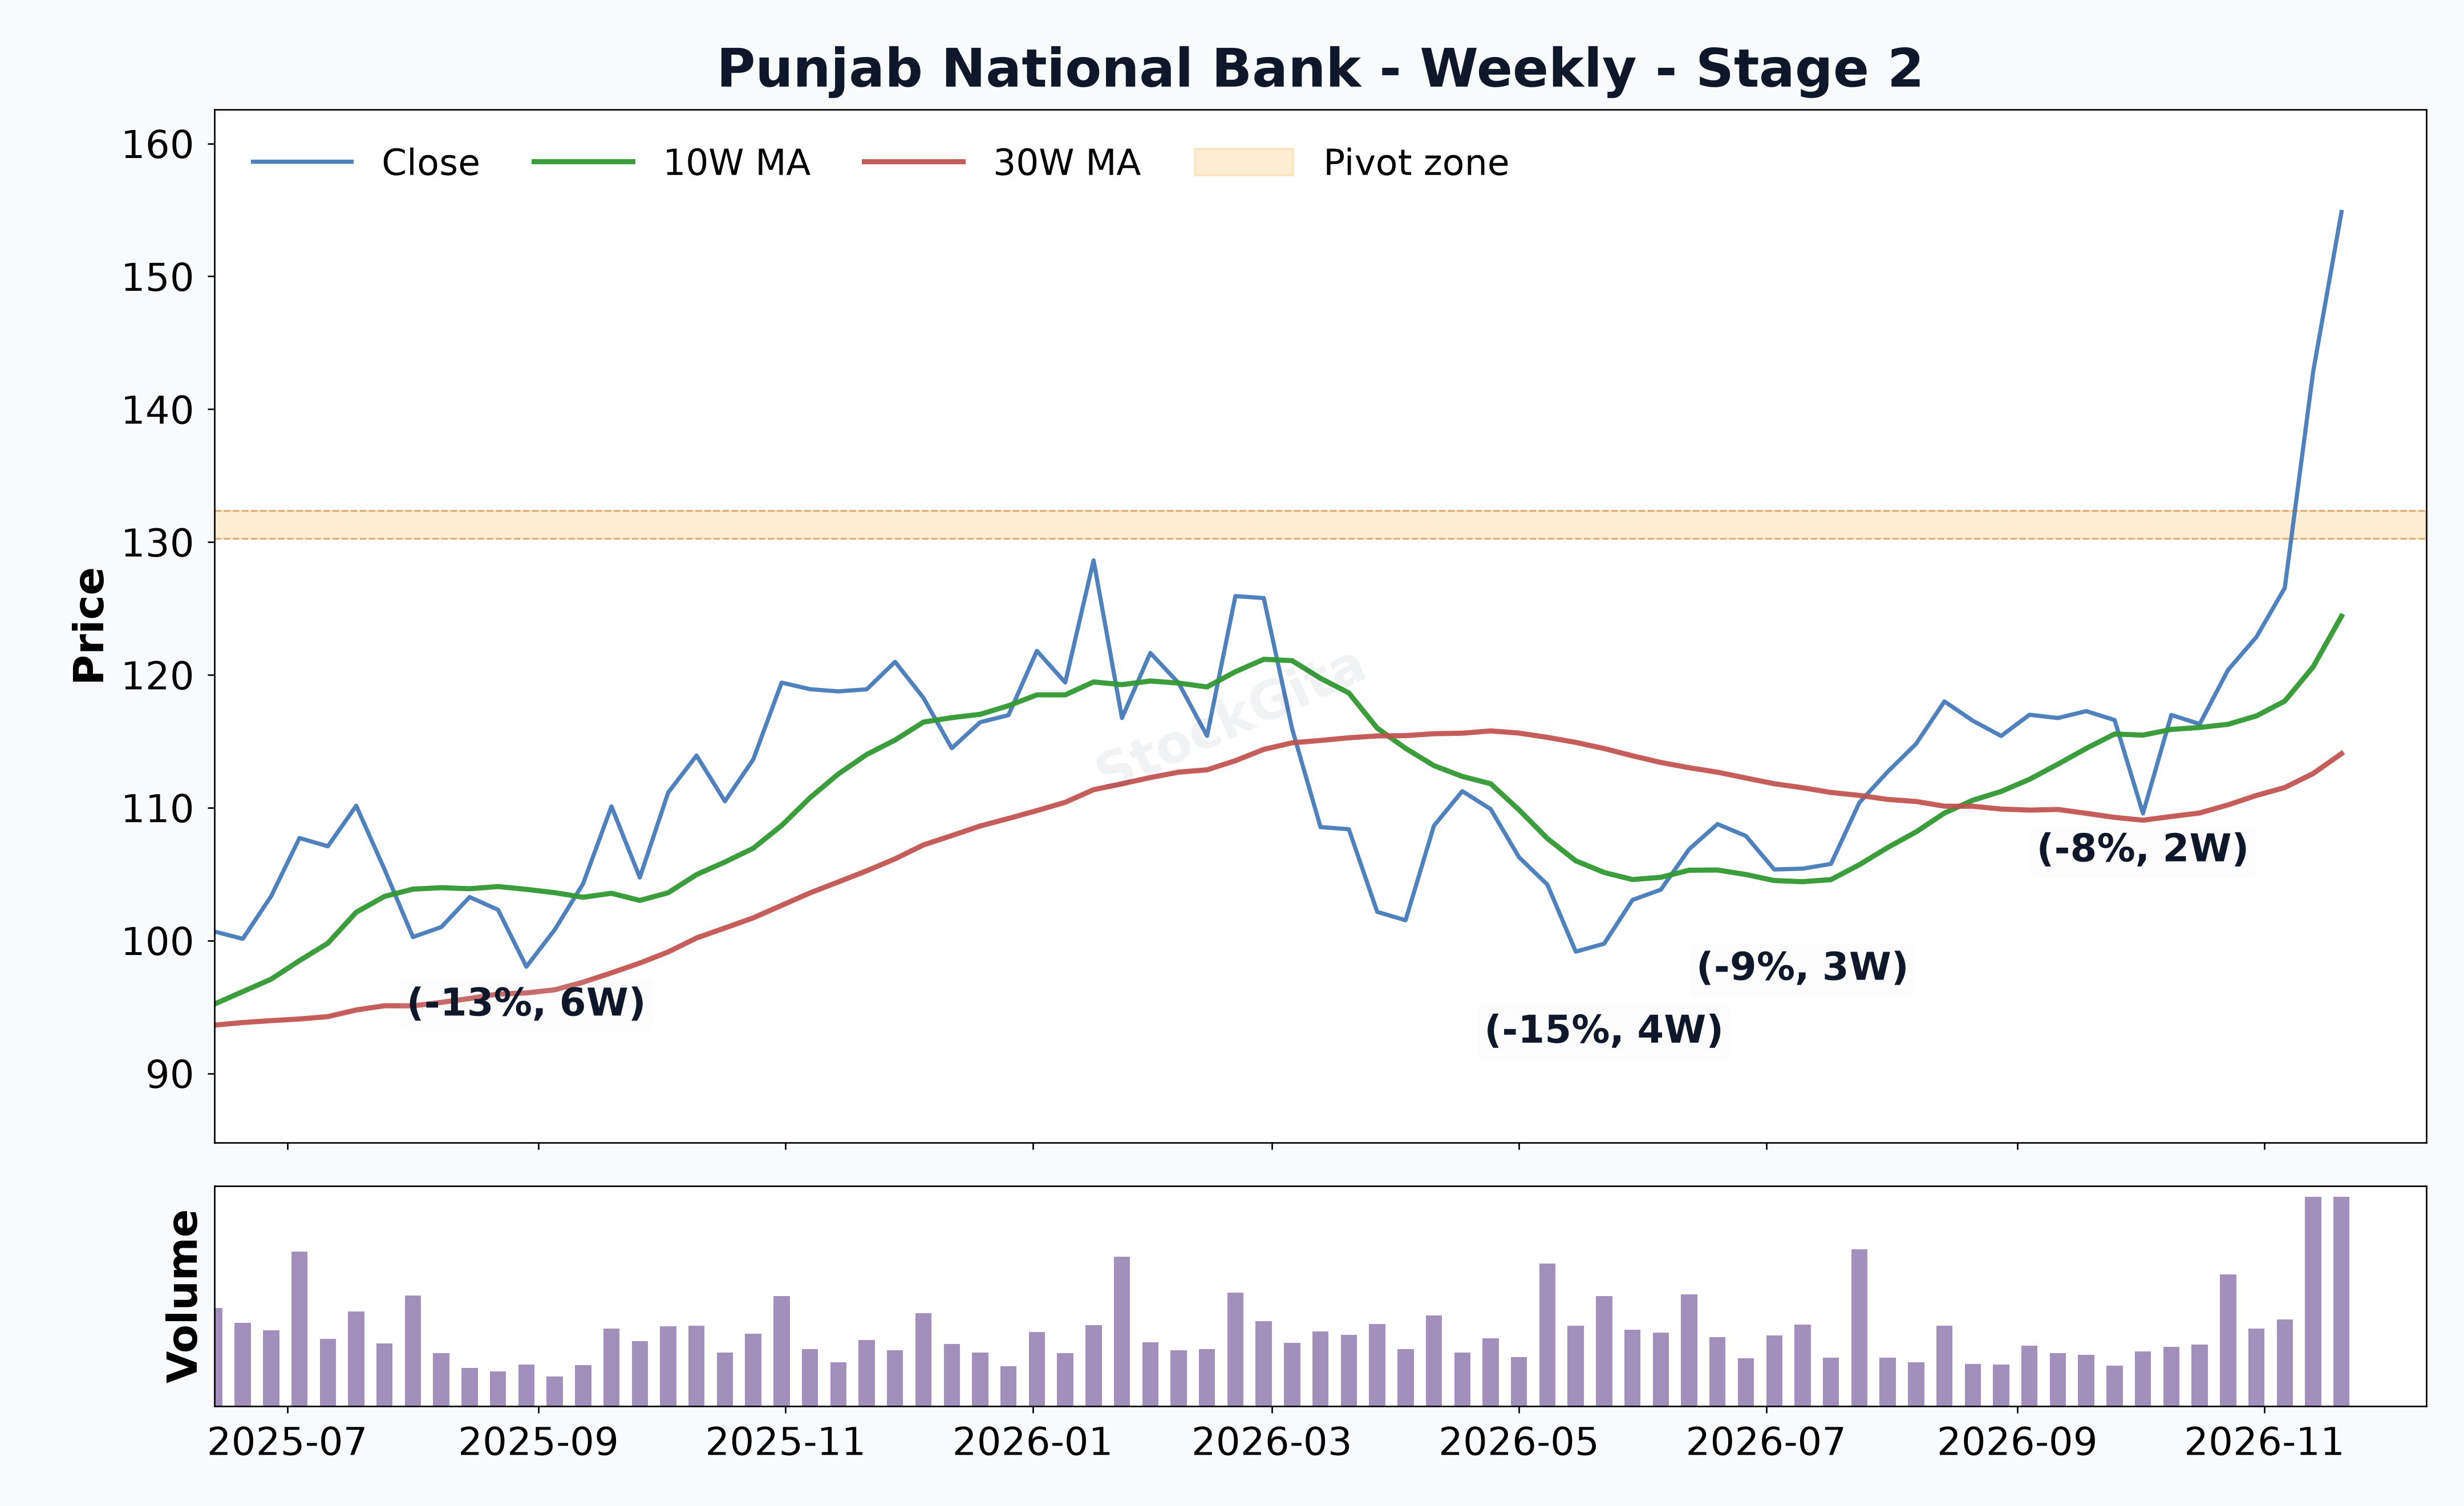 Punjab National Bank - Weekly - Stage 2
Close 10W MA 30W MA Pivot zone
160
150
140
130
120
110
100
90
Price
StockGita
(-13%, 6W)
(-15%, 4W)
(-9%, 3W)
(-8%, 2W)
Volume
2025-07 2025-09 2025-11 2026-01 2026-03 2026-05 2026-07 2026-09 2026-11